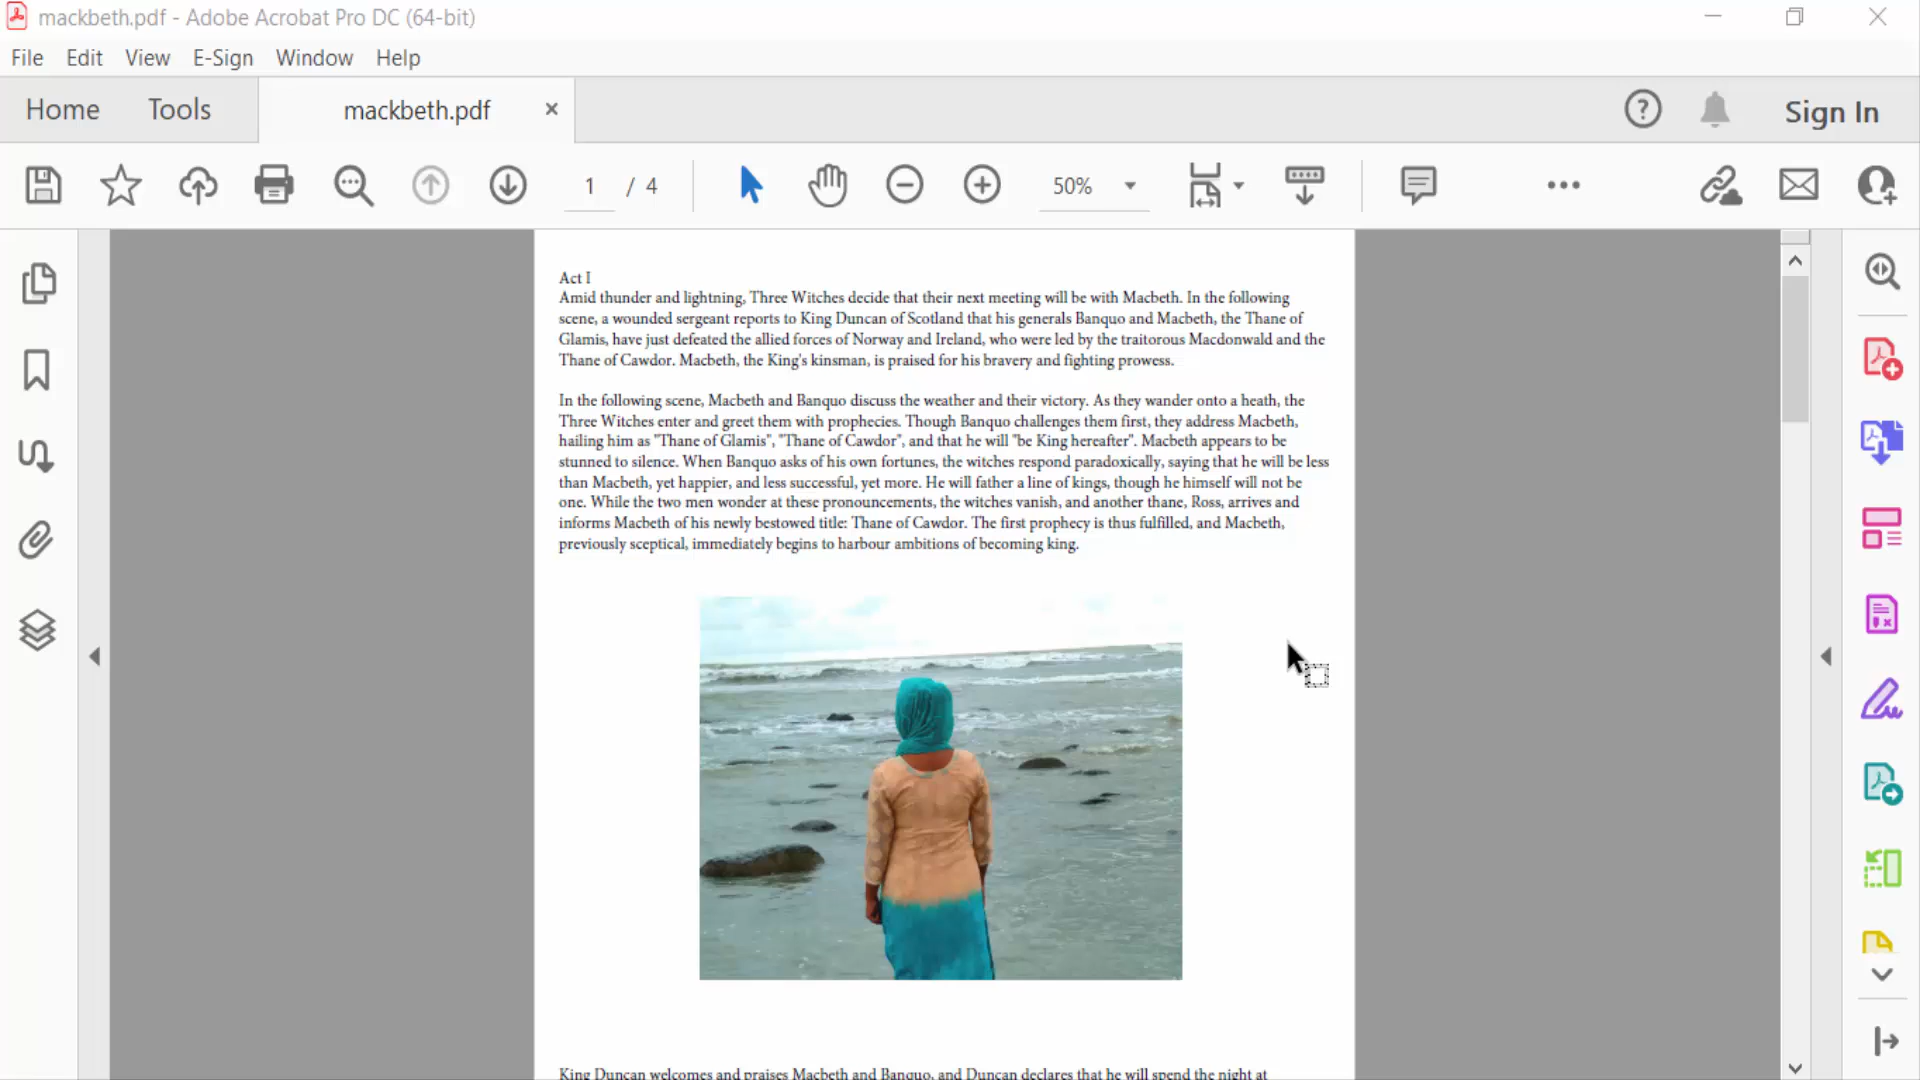 mackbeth.pdf - Adobe Acrobat Pro DC (64-bit)
File Edit View E-Sign Window Help
Home Tools mackbeth.pdf × ? Sign In
1 / 4 50%
Act I
Amid thunder and lightning, Three Witches decide that their next meeting will be with Macbeth. In the following
scene, a wounded sergeant reports to King Duncan of Scotland that his generals Banquo and Macbeth, the Thane of
Glamis, have just defeated the allied forces of Norway and Ireland, who were led by the traitorous Macdonwald and the
Thane of Cawdor. Macbeth, the King's kinsman, is praised for his bravery and fighting prowess.
In the following scene, Macbeth and Banquo discuss the weather and their victory. As they wander onto a heath, the
Three Witches enter and greet them with prophecies. Though Banquo challenges them first, they address Macbeth,
hailing him as "Thane of Glamis", "Thane of Cawdor", and that he will "be King hereafter". Macbeth appears to be
stunned to silence. When Banquo asks of his own fortunes, the witches respond paradoxically, saying that he will be less
than Macbeth, yet happier, and less successful, yet more. He will father a line of kings, though he himself will not be
one. While the two men wonder at these pronouncements, the witches vanish, and another thane, Ross, arrives and
informs Macbeth of his newly bestowed title: Thane of Cawdor. The first prophecy is thus fulfilled, and Macbeth,
previously sceptical, immediately begins to harbour ambitions of becoming king.
King Duncan welcomes and praises Macbeth and Banquo, and Duncan declares that he will spend the night at